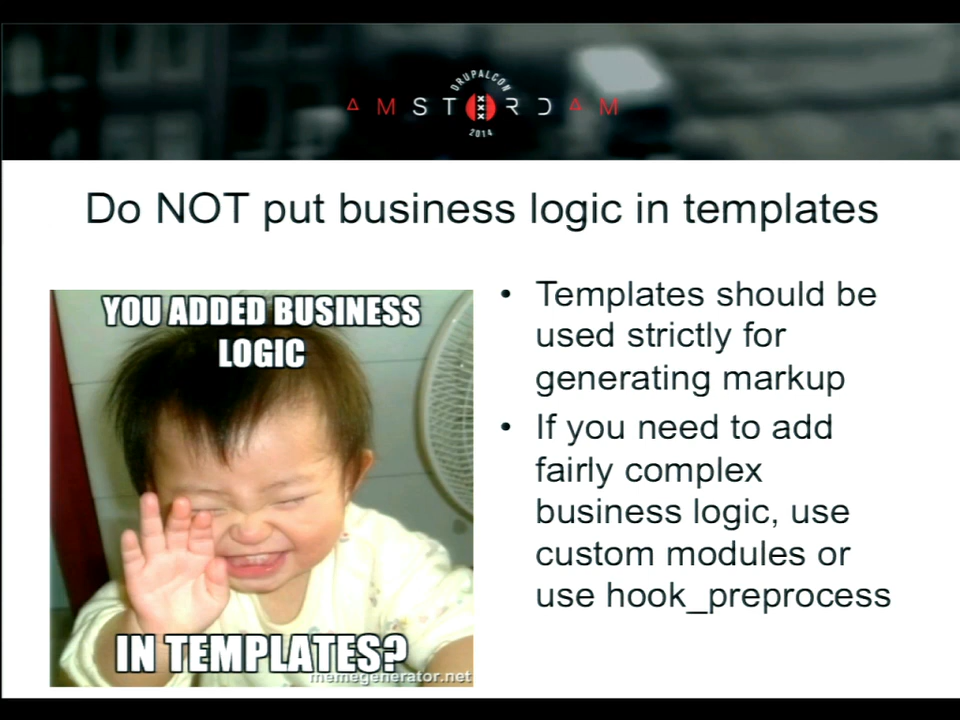 DRUPALCON
AMSTERDAM
2014
Do NOT put business logic in templates
YOU ADDED BUSINESS
LOGIC
IN TEMPLATES?
memegenerator.net
• Templates should be
used strictly for
generating markup
• If you need to add
fairly complex
business logic, use
custom modules or
use hook_preprocess